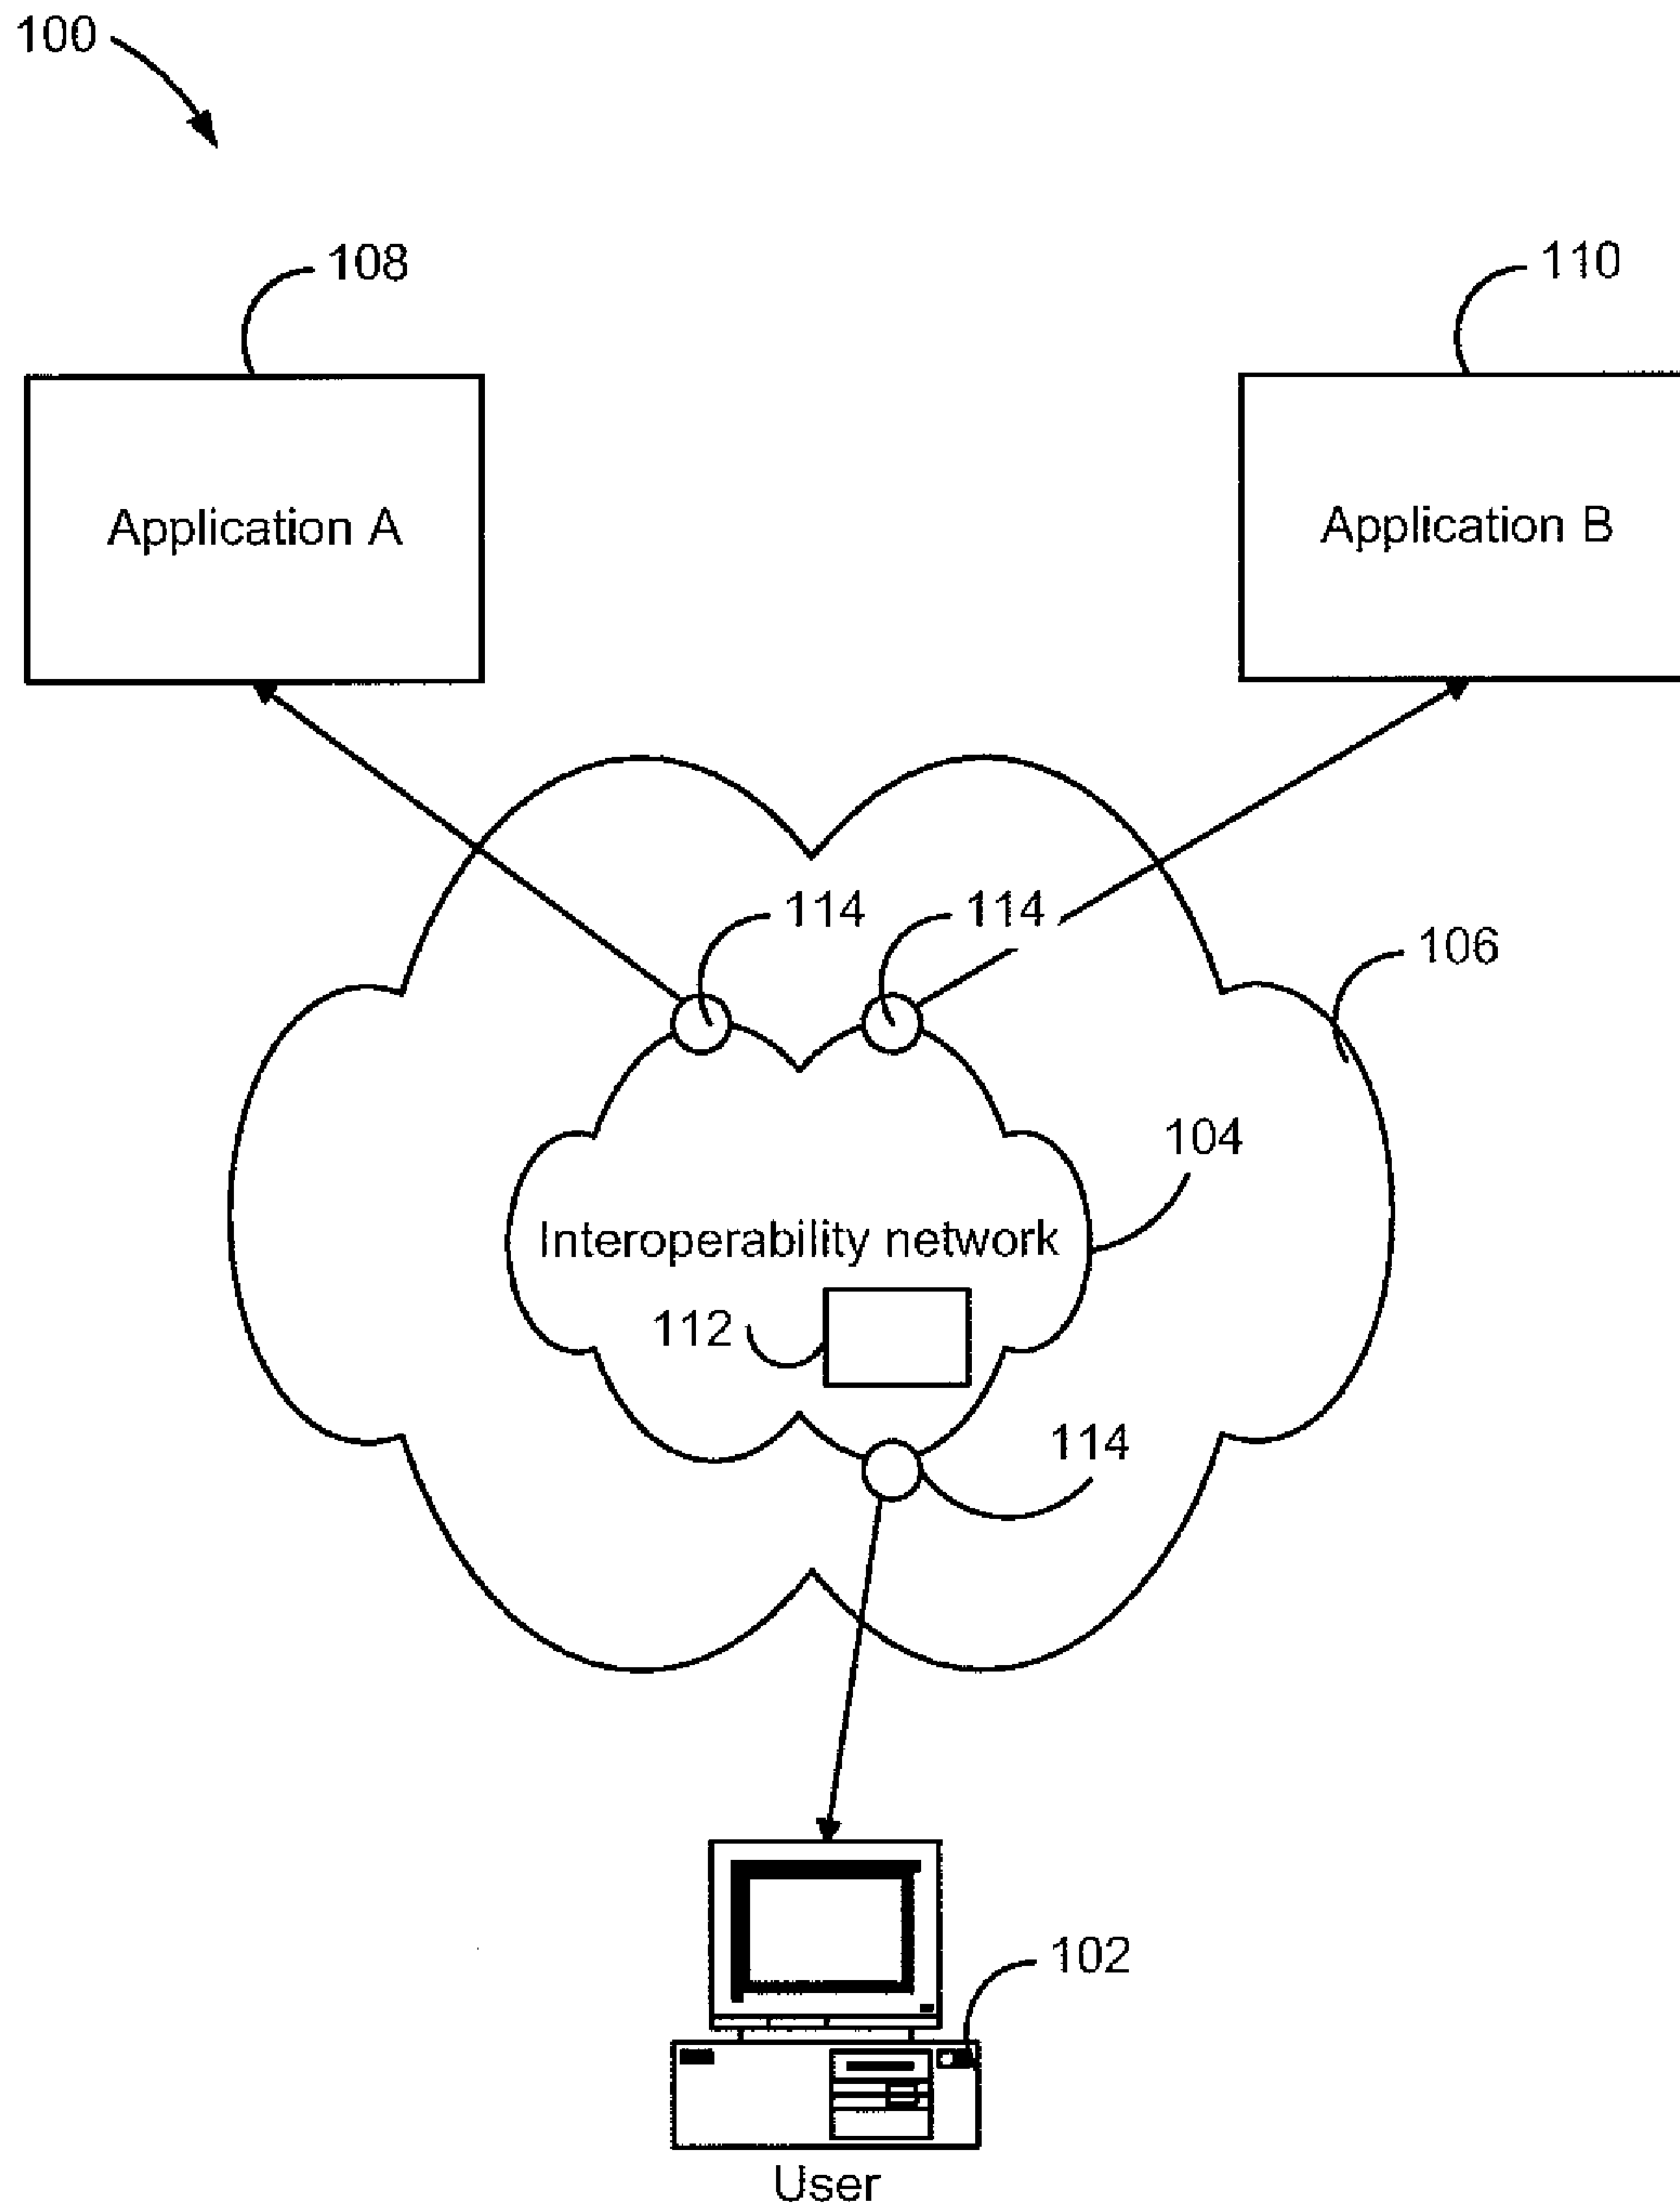 100
108
110
Application A
Application B
114
114
106
104
Interoperability network
112
114
102
User